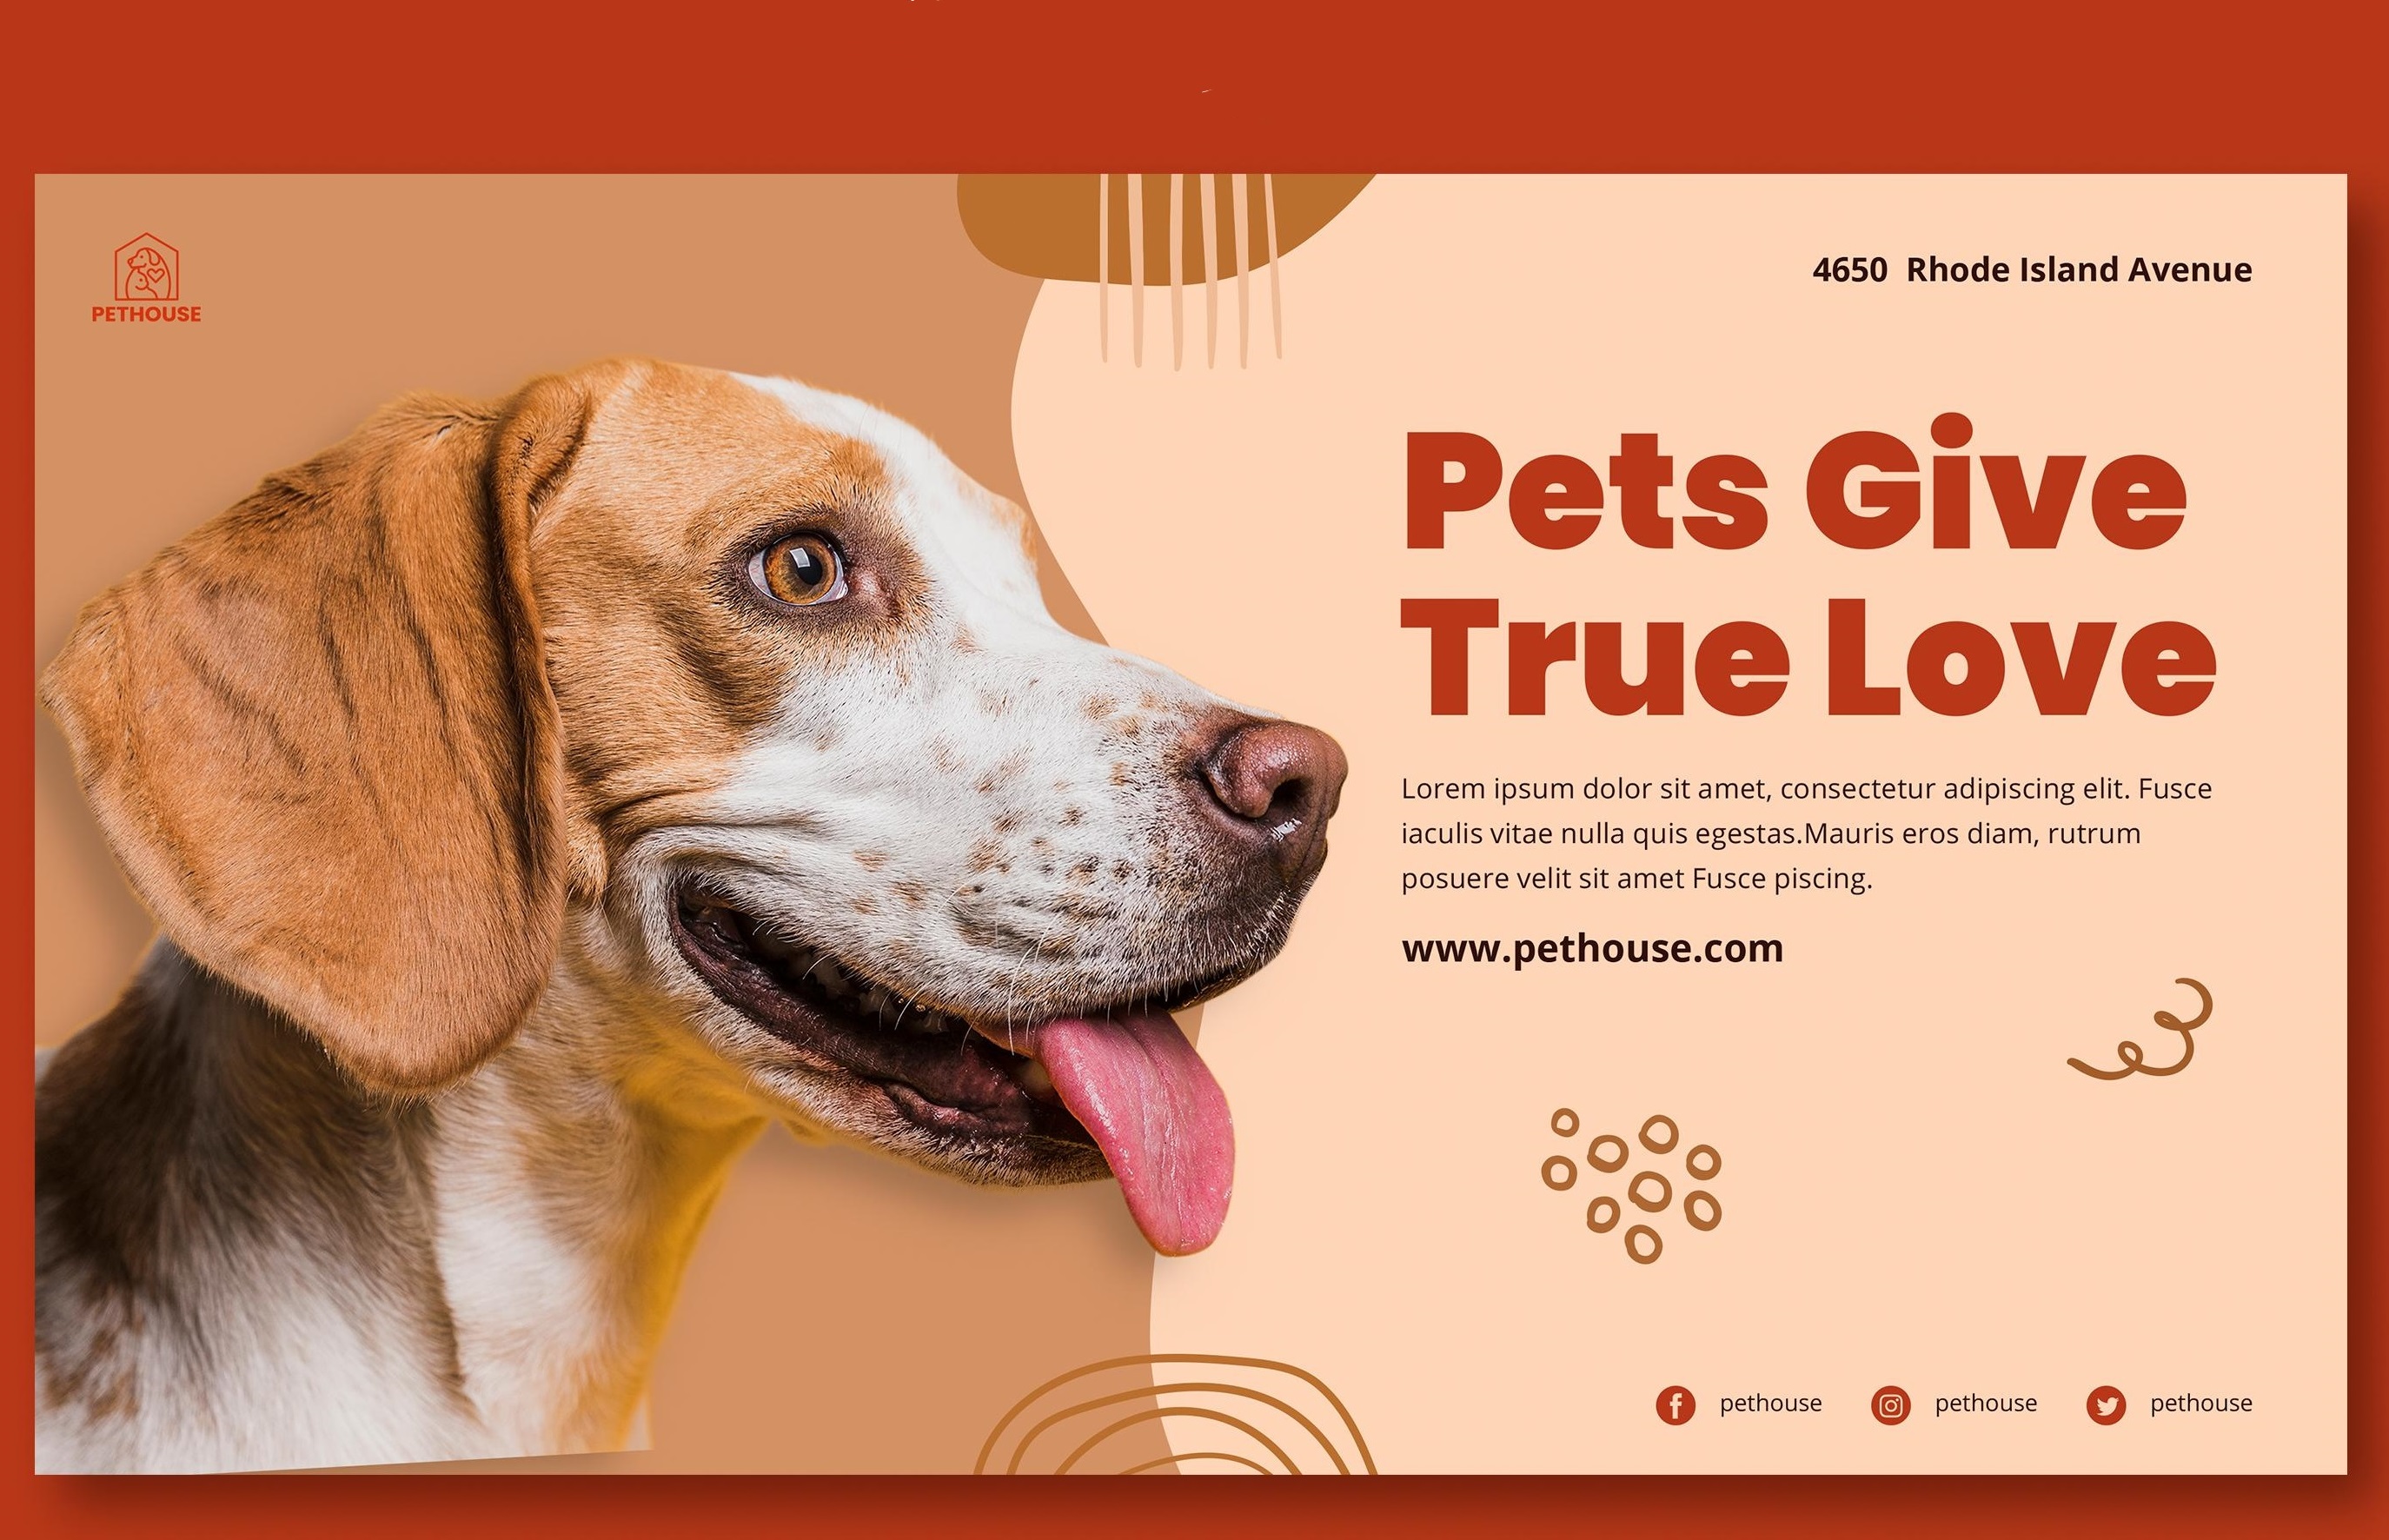 PETHOUSE
4650 Rhode Island Avenue
Pets Give
True Love
Lorem ipsum dolor sit amet, consectetur adipiscing elit. Fusce
iaculis vitae nulla quis egestas.Mauris eros diam, rutrum
posuere velit sit amet Fusce piscing.
www.pethouse.com
pethouse pethouse pethouse